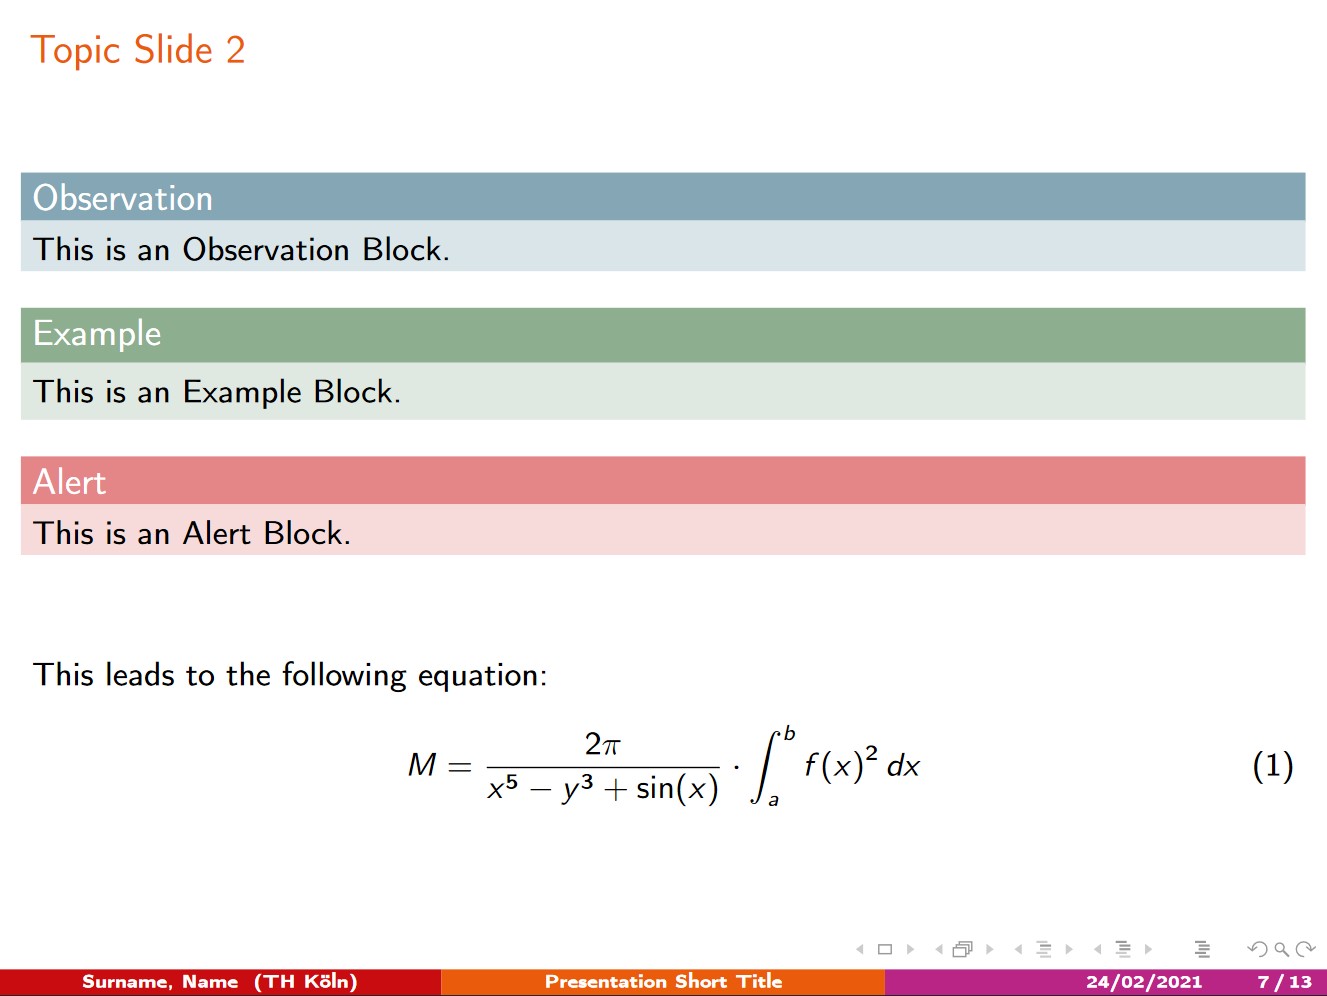 Topic Slide 2
Observation
This is an Observation Block.
Example
This is an Example Block.
Alert
This is an Alert Block.
This leads to the following equation:
M = \frac{2\pi}{x^5 - y^3 + \sin(x)} \cdot \int_a^b f(x)^2 \, dx (1)
Surname, Name (TH Köln) Presentation Short Title 24/02/2021 7 / 13